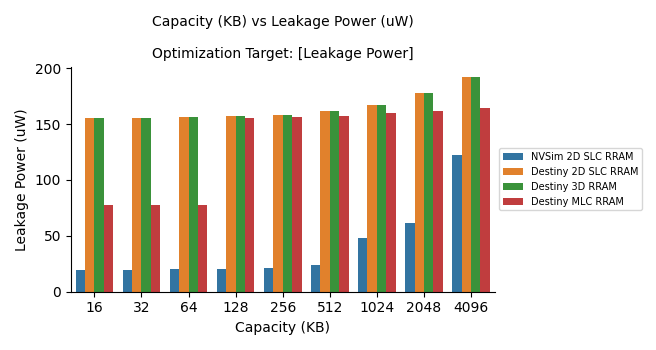 Capacity (KB) vs Leakage Power (uW)
Optimization Target: [Leakage Power]
200
150
100
50
0
Leakage Power (uW)
16 32 64 128 256 512 1024 2048 4096
Capacity (KB)
NVSim 2D SLC RRAM
Destiny 2D SLC RRAM
Destiny 3D RRAM
Destiny MLC RRAM